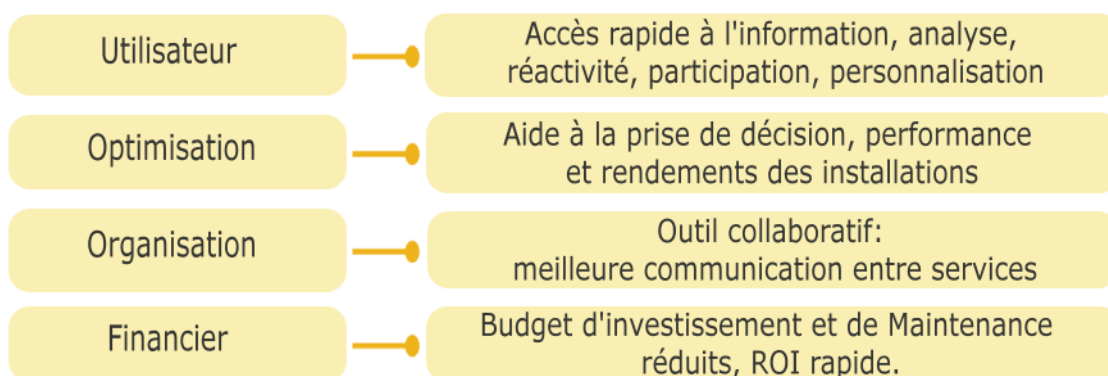 Utilisateur
Accès rapide à l'information, analyse,
réactivité, participation, personnalisation
Optimisation
Aide à la prise de décision, performance
et rendements des installations
Organisation
Outil collaboratif:
meilleure communication entre services
Financier
Budget d'investissement et de Maintenance
réduits, ROI rapide.